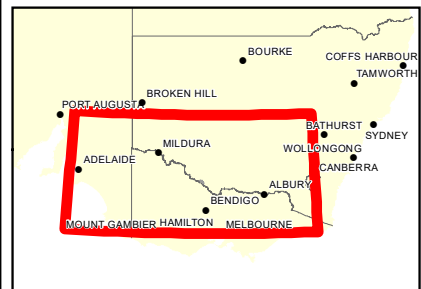 BOURKE
COFFS HARBOUR
TAMWORTH
BROKEN HILL
PORT AUGUSTA
BATHURST
SYDNEY
WOLLONGONG
MILDURA
ADELAIDE
CANBERRA
ALBURY
BENDIGO
MOUNT GAMBIER
HAMILTON
MELBOURNE